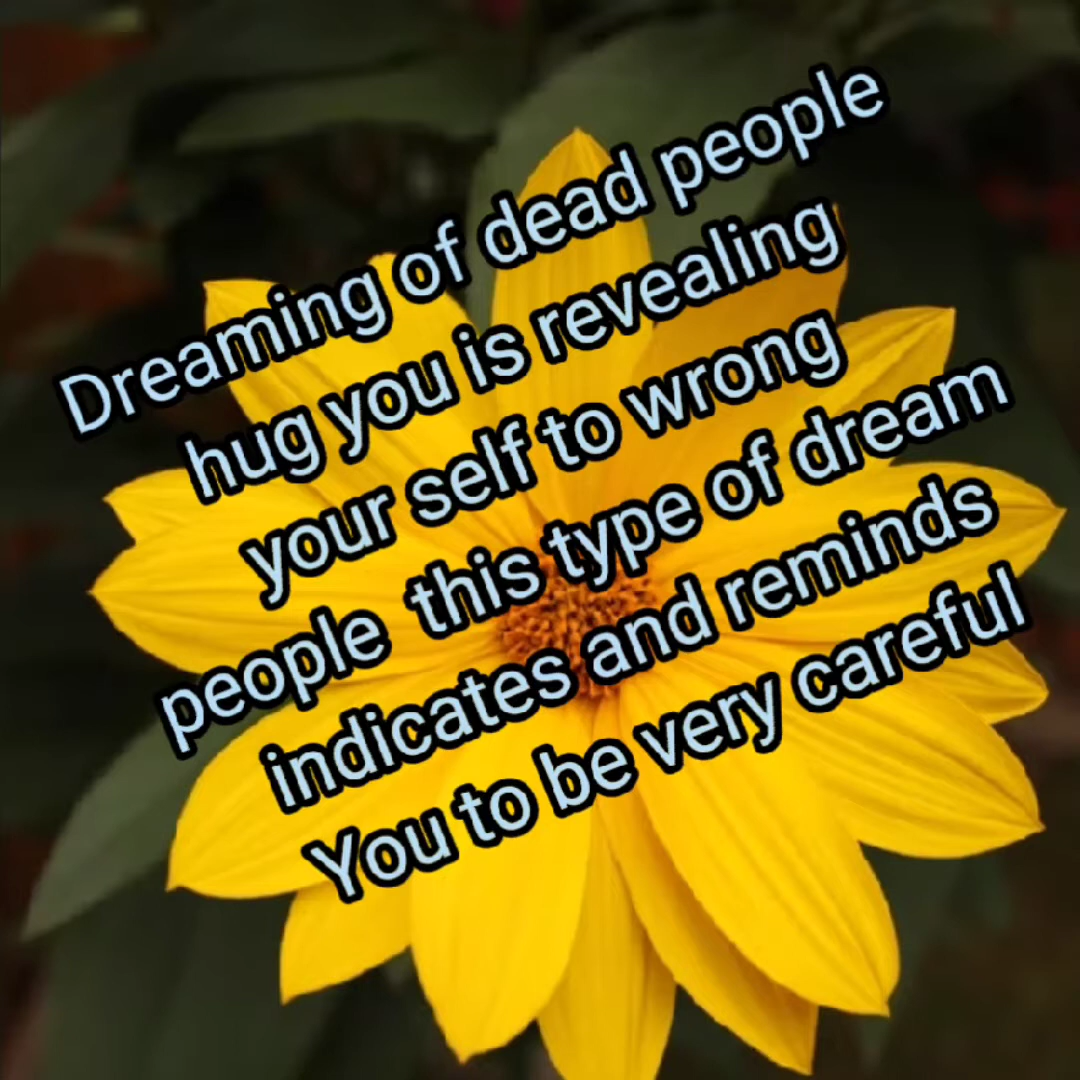 Dreaming of dead people
hug you is revealing
your self to wrong
people  this type of dream
indicates and reminds
You to be very careful